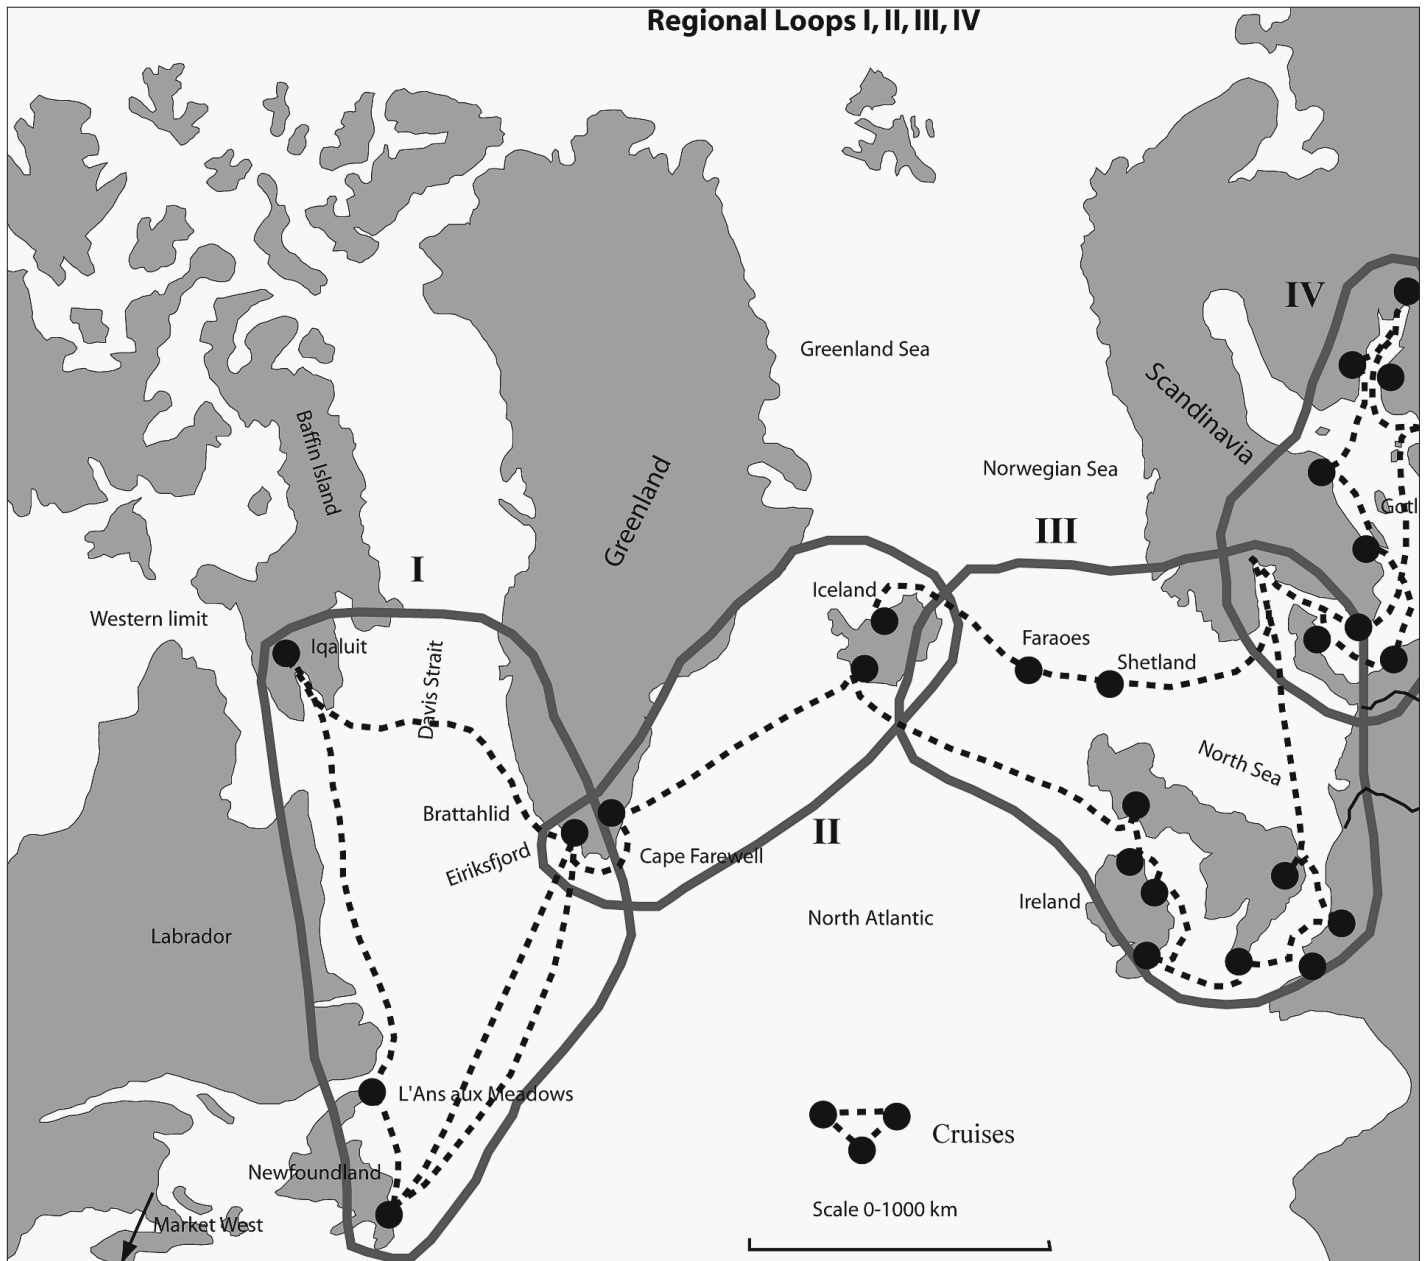 Regional Loops I, II, III, IV
IV
Greenland Sea
Scandinavia
Baffin Island
Norwegian Sea
Greenland
Gotl
III
I
Iceland
Western limit
Iqaluit
Faraoes
Shetland
Davis Strait
North Sea
Brattahlid
II
Cape Farewell
Eiriksfjord
Ireland
North Atlantic
Labrador
L'Ans aux Meadows
Cruises
Newfoundland
Scale 0-1000 km
Market West